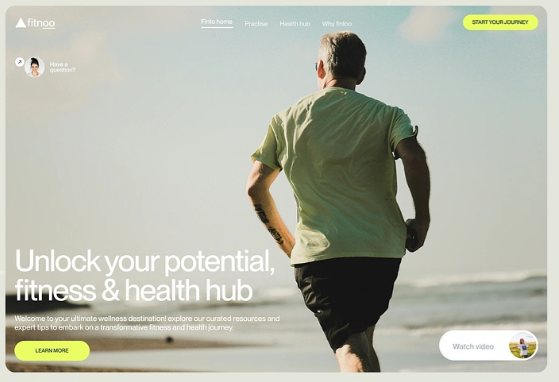 fitnoo
Finto home
Practise
Health hub
Why fintoo
START YOUR JOURNEY
Have a
question?
Unlock your potential,
fitness & health hub
Welcome to your ultimate wellness destination! explore our curated resources and
expert tips to embark on a transformative fitness and health journey.
LEARN MORE
Watch video